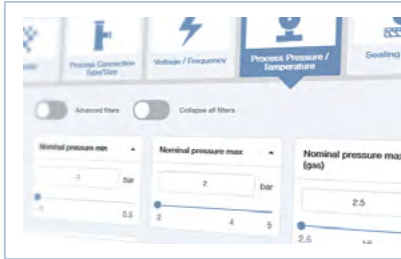 Process Connection
Type/Size
Voltage / Frequency
Process Pressure /
Temperature
Sealing
Advanced filters
Collapse all filters
Nominal pressure min
-1
bar
-1
0.5
Nominal pressure max
2
bar
2
4
5
Nominal pressure max
(gas)
2.5
2.5
16